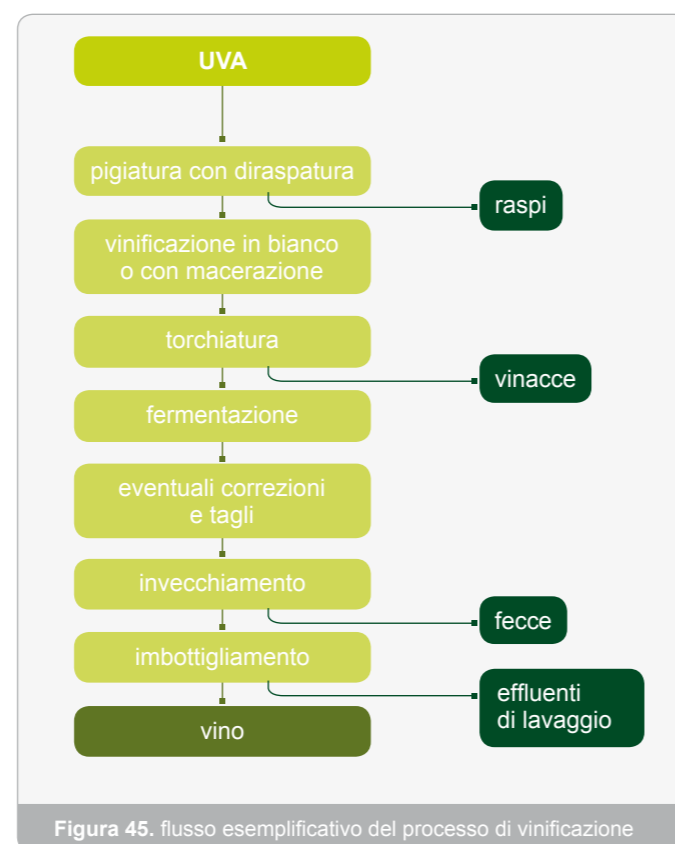 UVA
pigiatura con diraspatura
raspi
vinificazione in bianco
o con macerazione
torchiatura
vinacce
fermentazione
eventuali correzioni
e tagli
invecchiamento
fecce
imbottigliamento
effluenti
di lavaggio
vino
Figura 45. flusso esemplificativo del processo di vinificazione